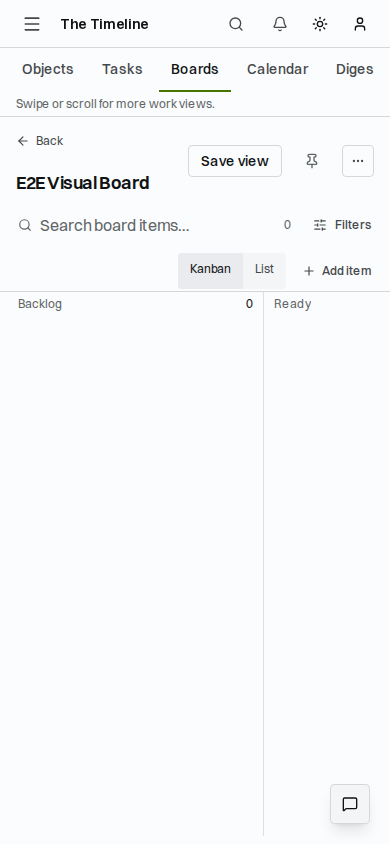 The Timeline
Objects Tasks Boards Calendar Diges
Swipe or scroll for more work views.
Back
Save view
E2E Visual Board
Search board items... 0 Filters
Kanban List Add item
Backlog 0 Ready